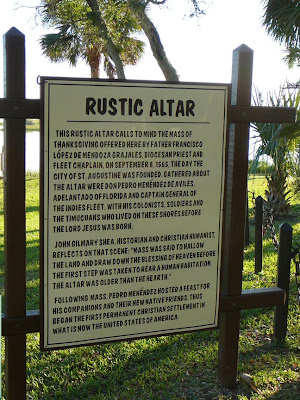 RUSTIC ALTAR
THIS RUSTIC ALTAR CALLS TO MIND THE MASS OF
THANKSGIVING OFFERED HERE BY FATHER FRANCISCO
LÓPEZ DE MENDOZA GRAJALES, DIOCESAN PRIEST AND
FLEET CHAPLAIN, ON SEPTEMBER 8, 1565, THE DAY THE
CITY OF ST. AUGUSTINE WAS FOUNDED. GATHERED ABOUT
THE ALTAR WERE DON PEDRO MENÉNDEZ DE AVILES,
ADELANTADO OF FLORIDA AND CAPTAIN GENERAL OF
THE INDIES FLEET, WITH HIS COLONISTS, SOLDIERS AND
THE TIMUCUANS WHO LIVED ON THESE SHORES BEFORE
THE LORD JESUS WAS BORN.
JOHN GILMARY SHEA, HISTORIAN AND CHRISTIAN HUMANIST,
REFLECTS ON THAT SCENE: "MASS WAS SAID TO HALLOW
THE LAND AND DRAW DOWN THE BLESSING OF HEAVEN BEFORE
THE FIRST STEP WAS TAKEN TO REAR A HUMAN HABITATION.
THE ALTAR WAS OLDER THAN THE HEARTH."
FOLLOWING MASS, PEDRO MENÉNDEZ HOSTED A FEAST FOR
HIS COMPANIONS AND THEIR NEW NATIVE FRIENDS. THUS
BEGAN THE FIRST PERMANENT CHRISTIAN SETTLEMENT IN
WHAT IS NOW THE UNITED STATES OF AMERICA.